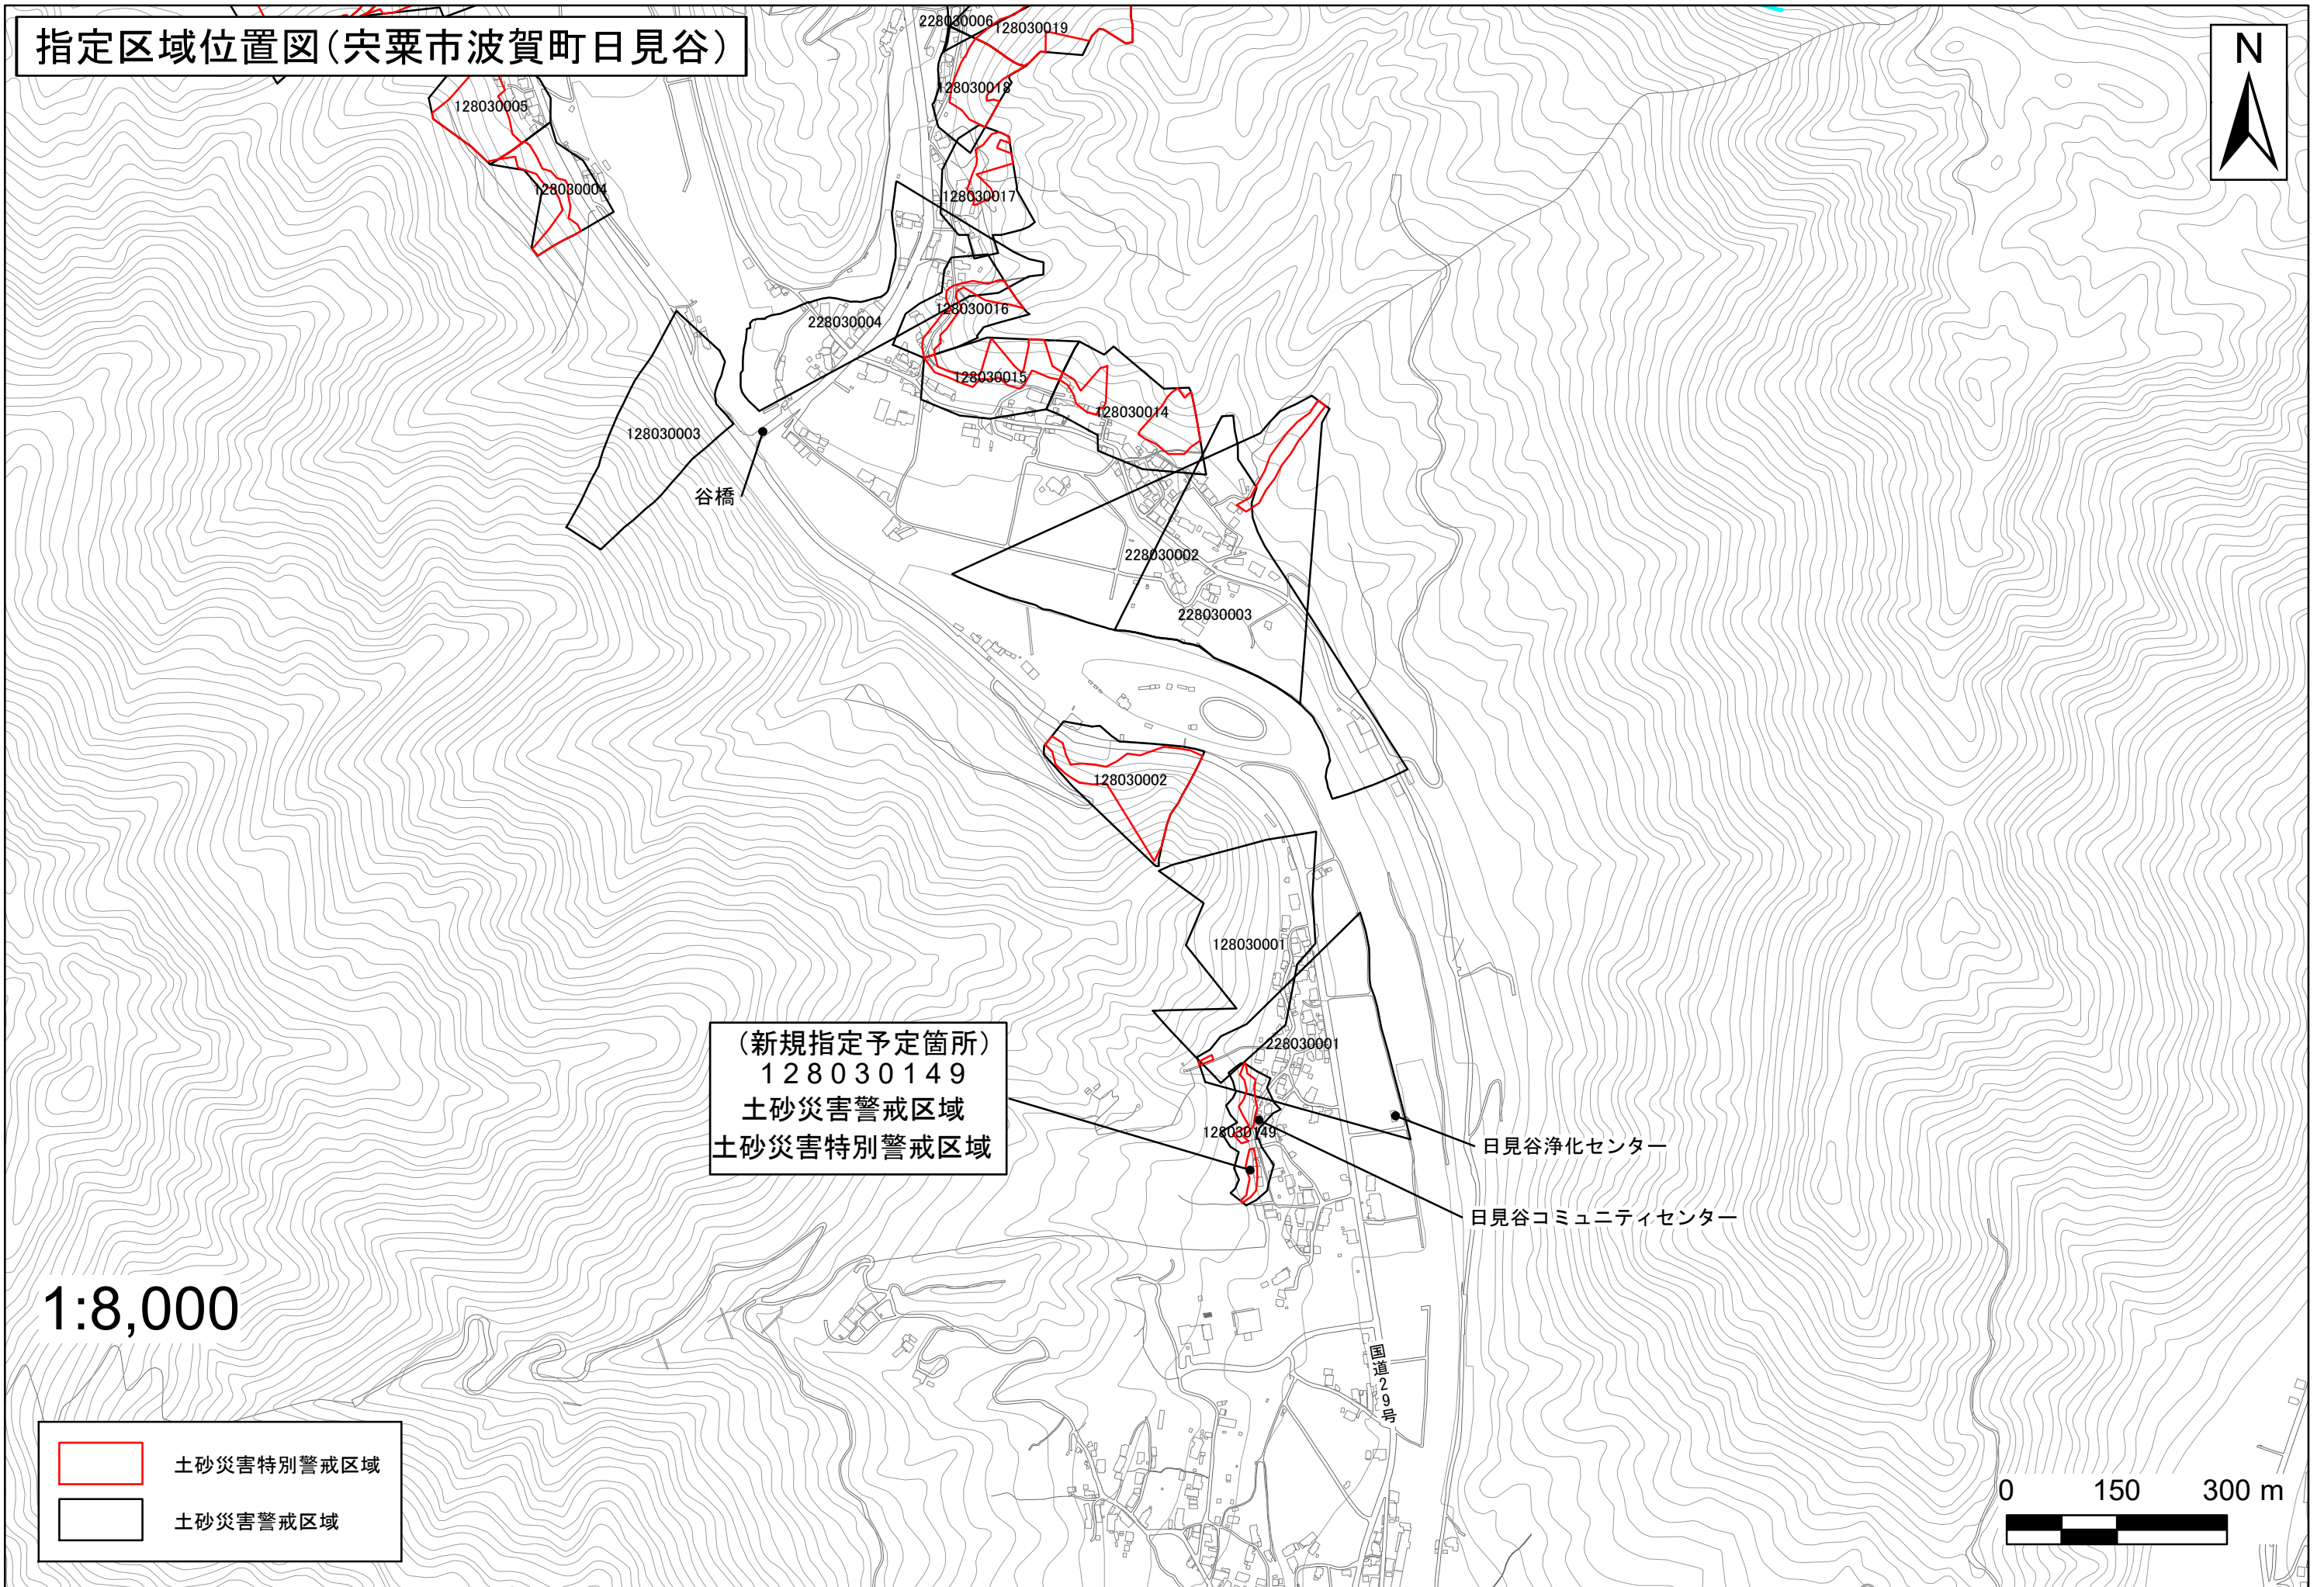 指定区域位置図(宍粟市波賀町日見谷)
N
228030006
128030019
128030018
128030005
128030004
128030017
128030016
228030004
128030015
128030014
128030003
谷橋
228030002
228030003
128030002
128030001
(新規指定予定箇所)
128030149
土砂災害警戒区域
土砂災害特別警戒区域
228030001
128030149
日見谷浄化センター
日見谷コミュニティセンター
1:8,000
国道29号
土砂災害特別警戒区域
土砂災害警戒区域
0 150 300 m